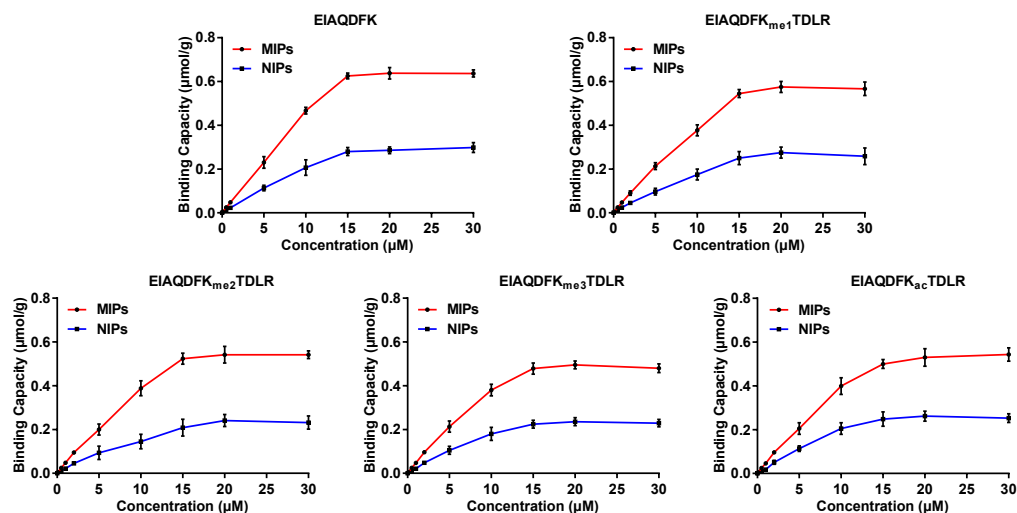 EIAQDFK
MIPs
NIPs
Binding Capacity (µmol/g)
0.8
0.6
0.4
0.2
0.0
0 5 10 15 20 25 30
Concentration (µM)
EIAQDFKme1TDLR
MIPs
NIPs
Binding Capacity (µmol/g)
0.8
0.6
0.4
0.2
0.0
0 5 10 15 20 25 30
Concentration (µM)
EIAQDFKme2TDLR
MIPs
NIPs
Binding Capacity (µmol/g)
0.8
0.6
0.4
0.2
0.0
0 5 10 15 20 25 30
Concentration (µM)
EIAQDFKme3TDLR
MIPs
NIPs
Binding Capacity (µmol/g)
0.8
0.6
0.4
0.2
0.0
0 5 10 15 20 25 30
Concentration (µM)
EIAQDFKacTDLR
MIPs
NIPs
Binding Capacity (µmol/g)
0.8
0.6
0.4
0.2
0.0
0 5 10 15 20 25 30
Concentration (µM)